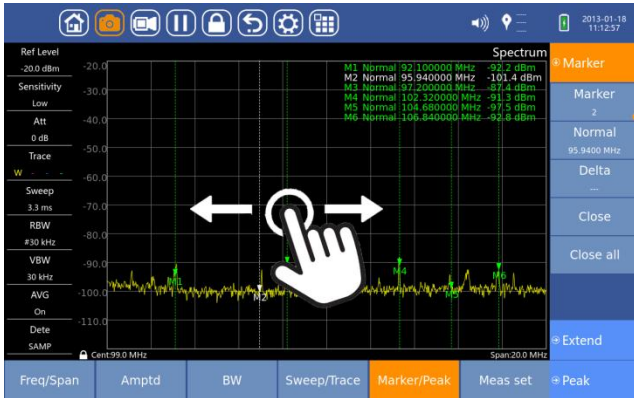 2013-01-18
11:12:57
Ref Level
-20.0 dBm
Sensitivity
Low
Att
0 dB
Trace
W - - -
Sweep
3.3 ms
RBW
#30 kHz
VBW
30 kHz
AVG
On
Dete
SAMP
Spectrum
M1 Normal 92.100000 MHz -92.2 dBm
M2 Normal 95.940000 MHz -101.4 dBm
M3 Normal 97.200000 MHz -87.4 dBm
M4 Normal 102.320000 MHz -91.3 dBm
M5 Normal 104.680000 MHz -97.5 dBm
M6 Normal 106.840000 MHz -92.8 dBm
-20.0
-30.0
-40.0
-50.0
-60.0
-70.0
-80.0
-90.0
-100.0
-110.0
M1
M2
M4
M5
M6
Cent:99.0 MHz
Span:20.0 MHz
Marker
Marker
2
Normal
95.9400 MHz
Delta
---
Close
Close all
Extend
Peak
Freq/Span
Amptd
BW
Sweep/Trace
Marker/Peak
Meas set